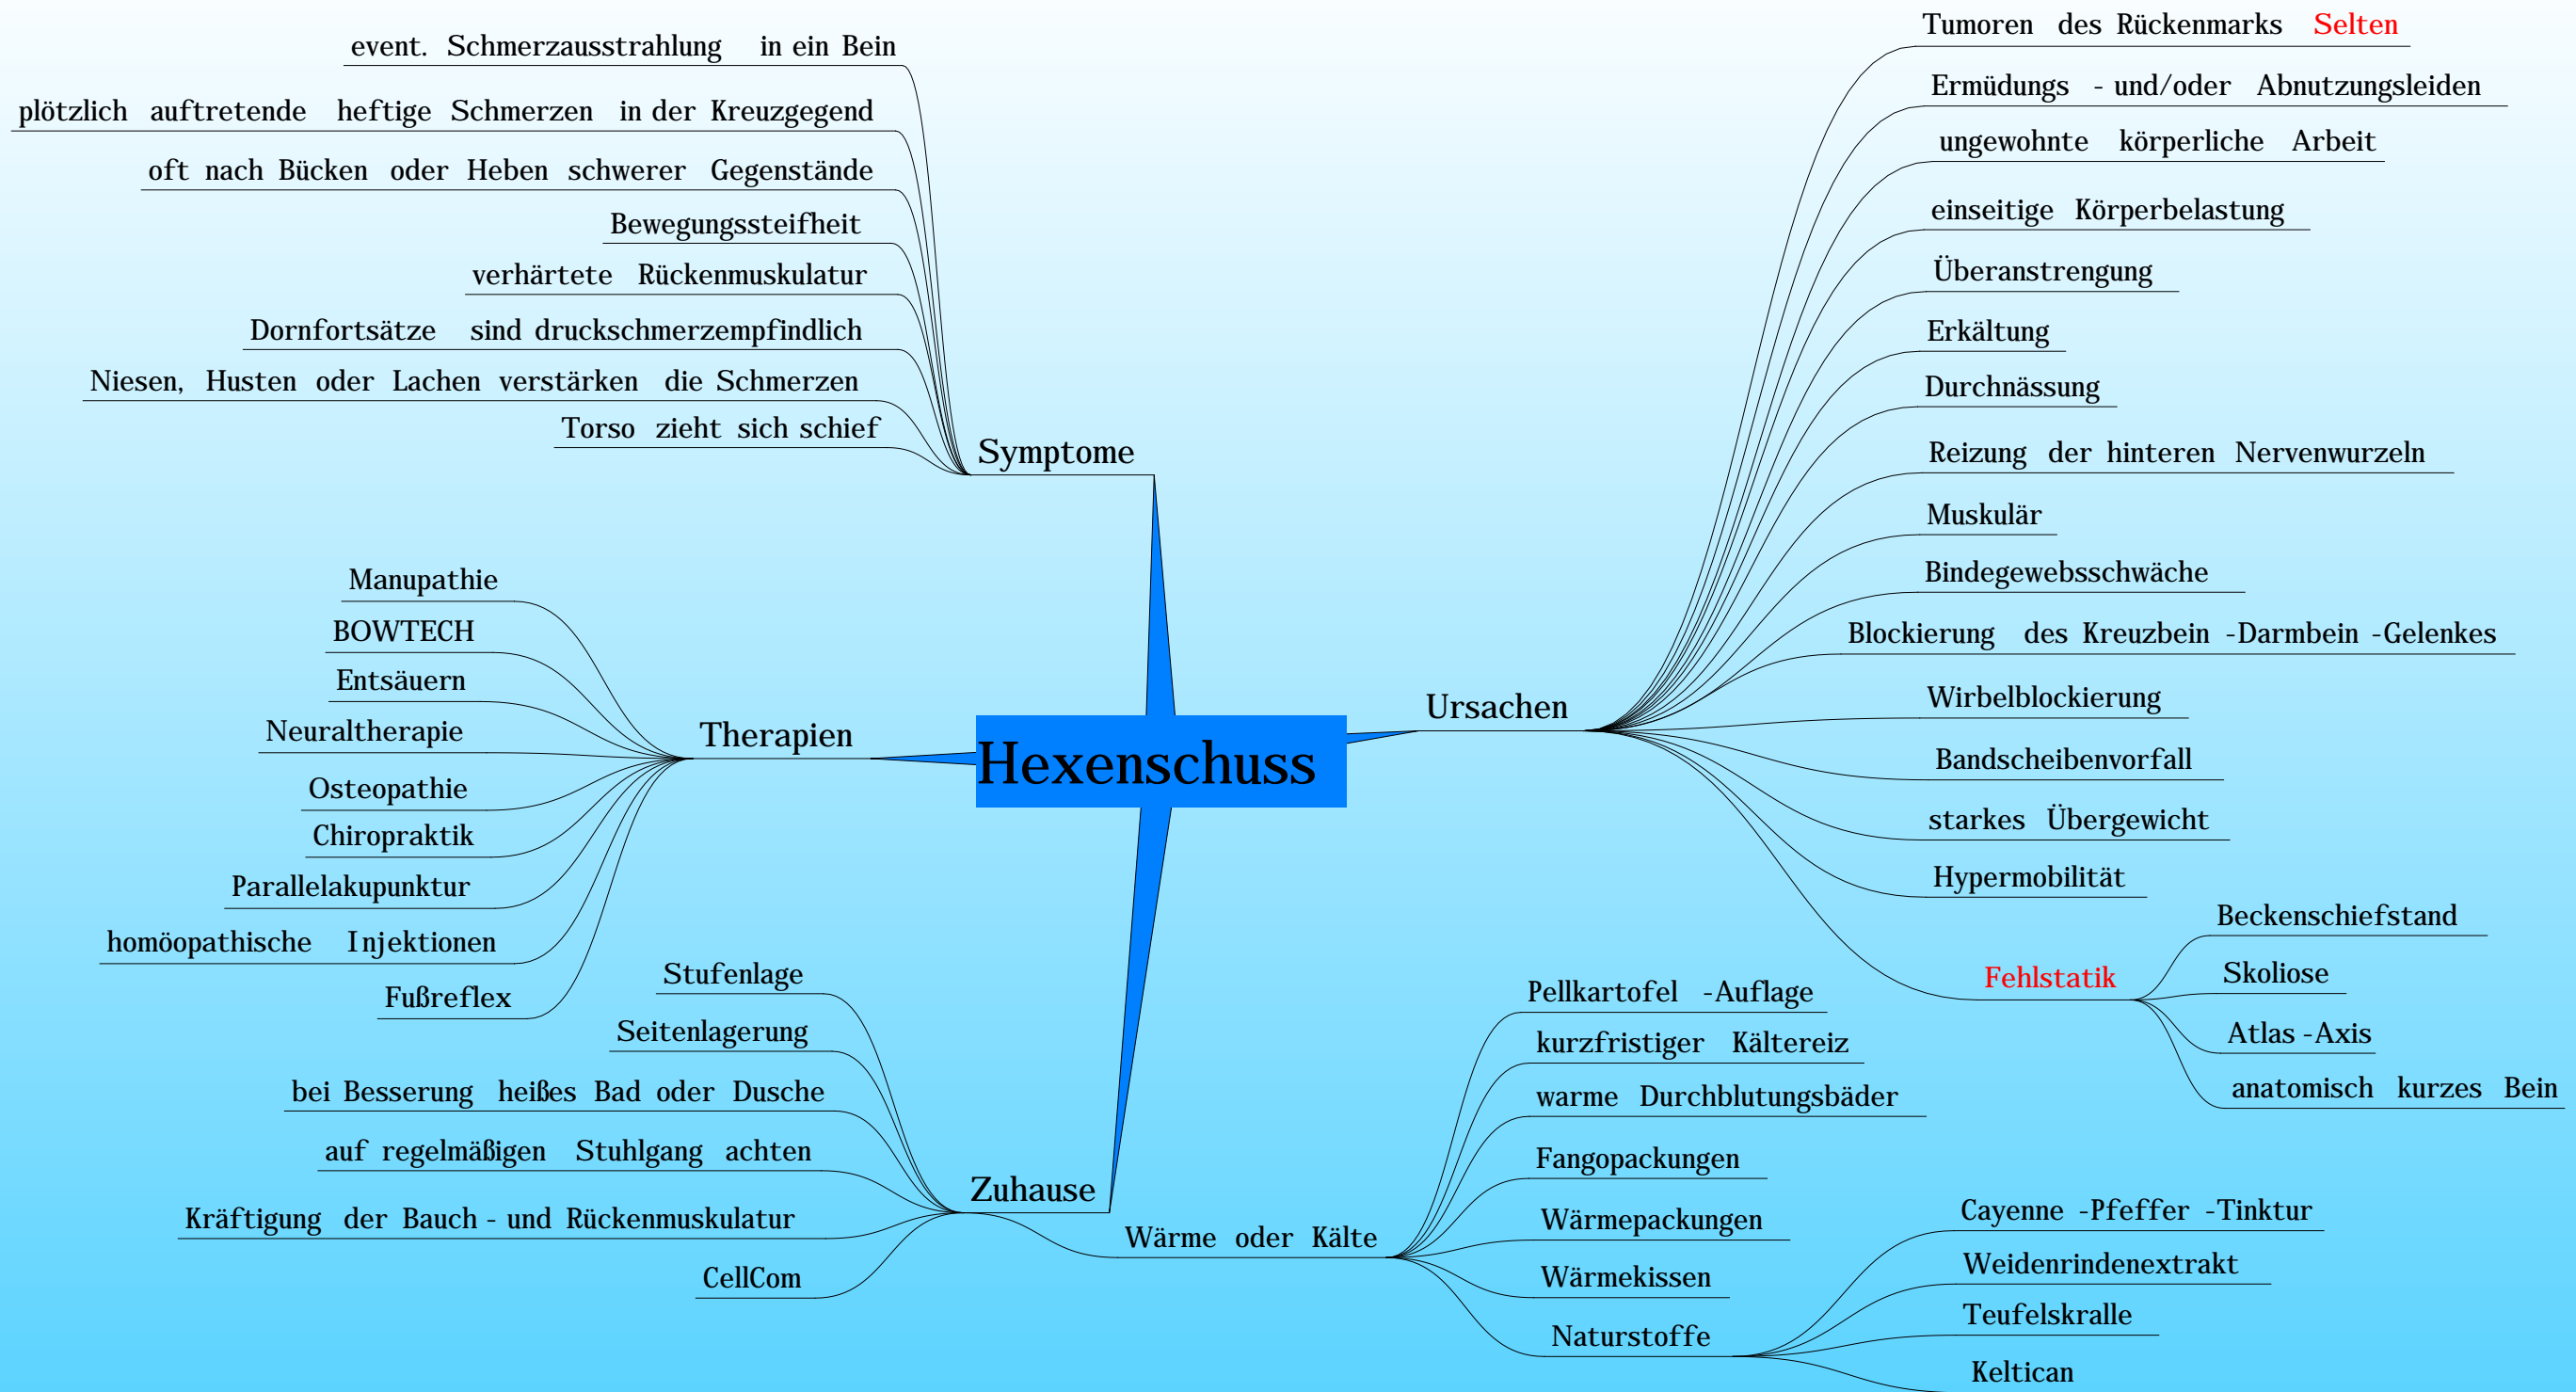 Hexenschuss
Symptome
event. Schmerzausstrahlung in ein Bein
plötzlich auftretende heftige Schmerzen in der Kreuzgegend
oft nach Bücken oder Heben schwerer Gegenstände
Bewegungssteifheit
verhärtete Rückenmuskulatur
Dornfortsätze sind druckschmerzempfindlich
Niesen, Husten oder Lachen verstärken die Schmerzen
Torso zieht sich schief
Therapien
Manupathie
BOWTECH
Entsäuern
Neuraltherapie
Osteopathie
Chiropraktik
Parallelakupunktur
homöopathische Injektionen
Fußreflex
Zuhause
Stufenlage
Seitenlagerung
bei Besserung heißes Bad oder Dusche
auf regelmäßigen Stuhlgang achten
Kräftigung der Bauch - und Rückenmuskulatur
CellCom
Wärme oder Kälte
Pellkartofel -Auflage
kurzfristiger Kältereiz
warme Durchblutungsbäder
Fangopackungen
Wärmepackungen
Wärmekissen
Naturstoffe
Cayenne -Pfeffer -Tinktur
Weidenrindenextrakt
Teufelskralle
Keltican
Ursachen
Tumoren des Rückenmarks Selten
Ermüdungs - und/oder Abnutzungsleiden
ungewohnte körperliche Arbeit
einseitige Körperbelastung
Überanstrengung
Erkältung
Durchnässung
Reizung der hinteren Nervenwurzeln
Muskulär
Bindegewebsschwäche
Blockierung des Kreuzbein -Darmbein -Gelenkes
Wirbelblockierung
Bandscheibenvorfall
starkes Übergewicht
Hypermobilität
Fehlstatik
Beckenschiefstand
Skoliose
Atlas -Axis
anatomisch kurzes Bein